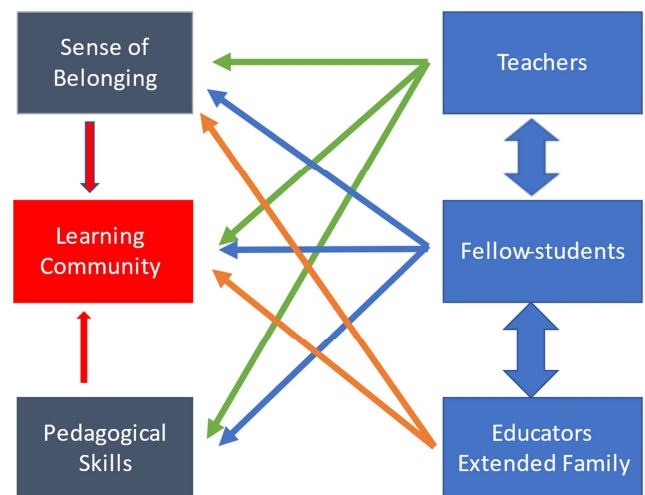 Sense of
Belonging
Teachers
Learning
Community
Fellow-students
Pedagogical
Skills
Educators
Extended Family